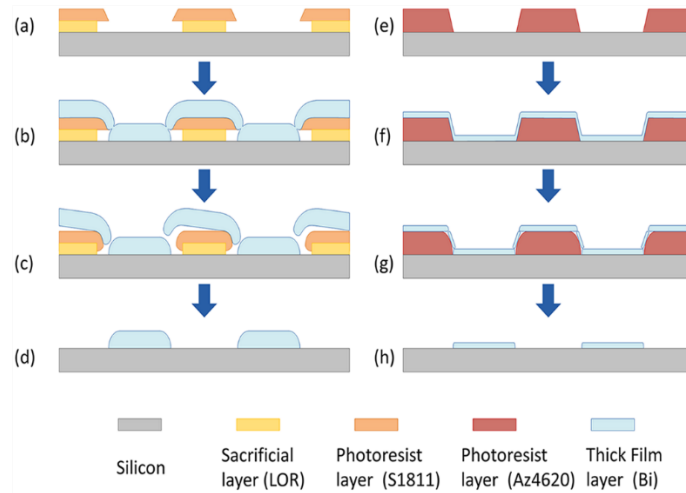 (a)
(e)
(b)
(f)
(c)
(g)
(d)
(h)
Silicon
Sacrificial
layer (LOR)
Photoresist
layer (S1811)
Photoresist
layer (Az4620)
Thick Film
layer (Bi)